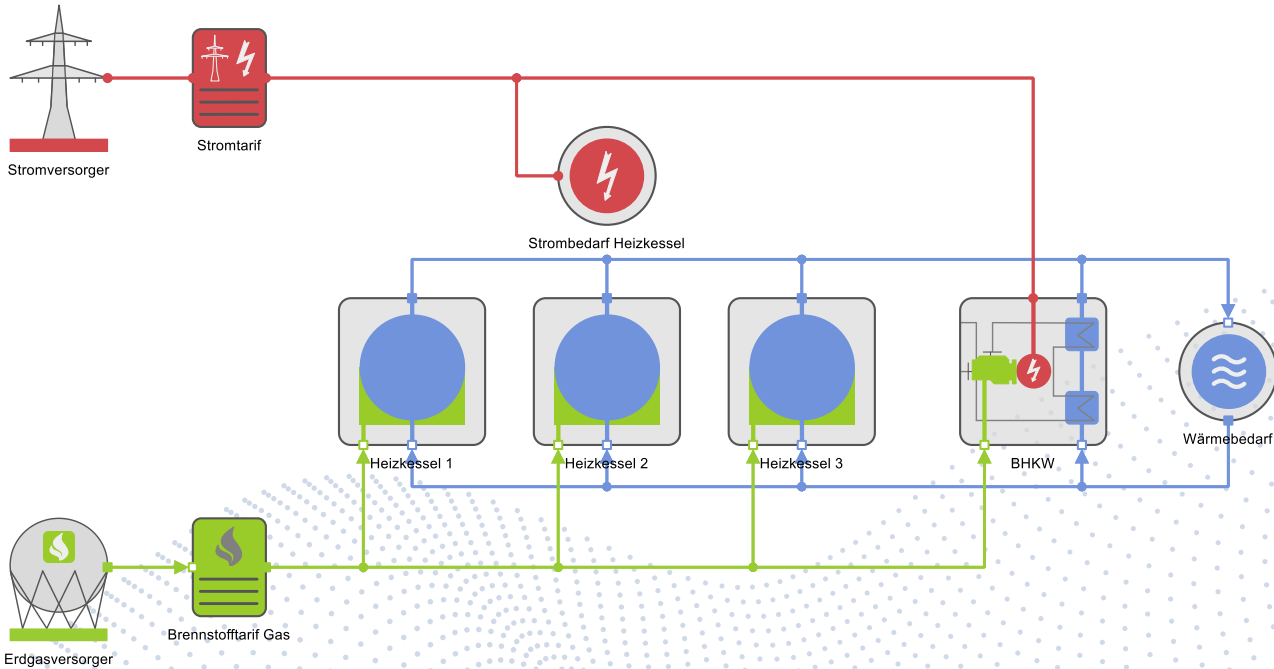 Stromversorger
Stromtarif
Strombedarf Heizkessel
Heizkessel 1
Heizkessel 2
Heizkessel 3
BHKW
Wärmebedarf
Brennstofftarif Gas
Erdgasversorger